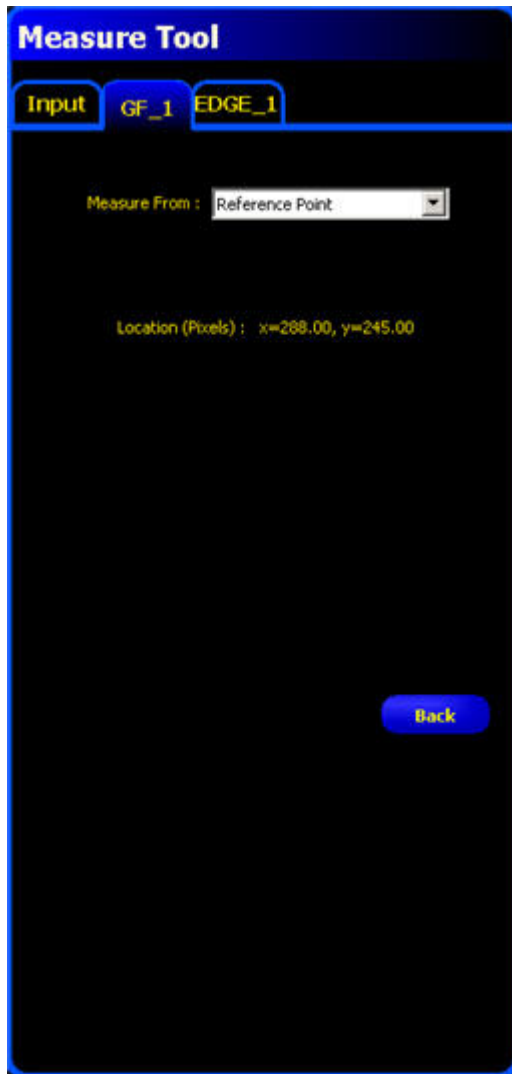 Measure Tool
Input GF_1 EDGE_1
Measure From : Reference Point
Location (Pixels) : x=288.00, y=245.00
Back